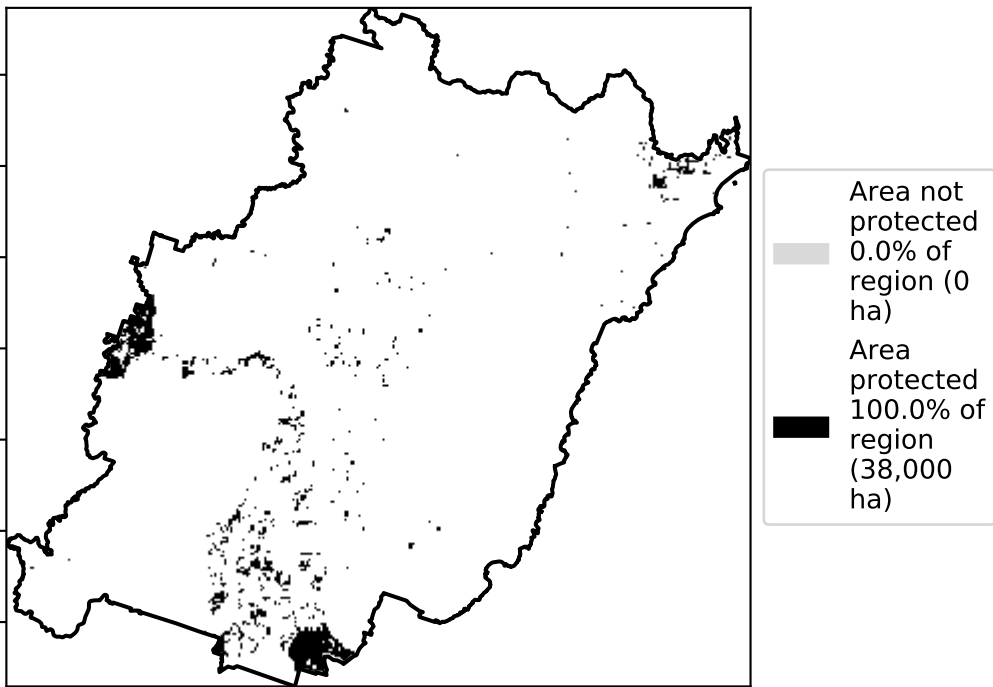 Area not
protected
0.0% of
region (0
ha)
Area
protected
100.0% of
region
(38,000
ha)